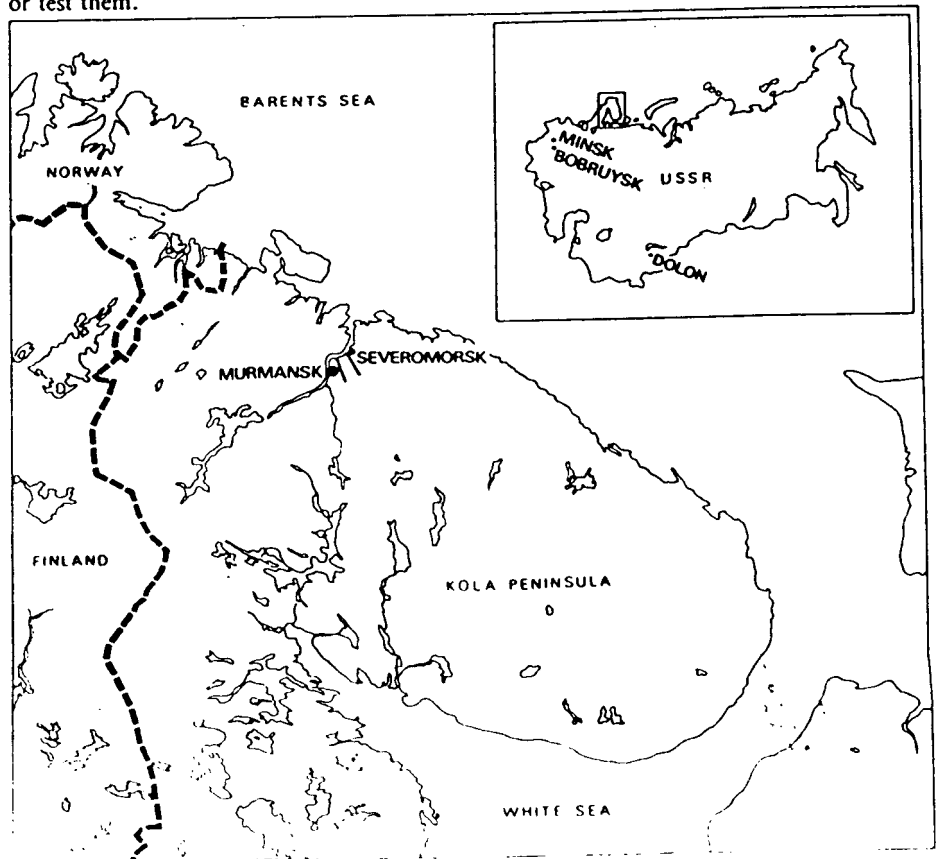 or test them.
BARENTS SEA
NORWAY
MINSK
BOBRUYSK
USSR
DOLON
SEVEROMORSK
MURMANSK
FINLAND
KOLA PENINSULA
WHITE SEA